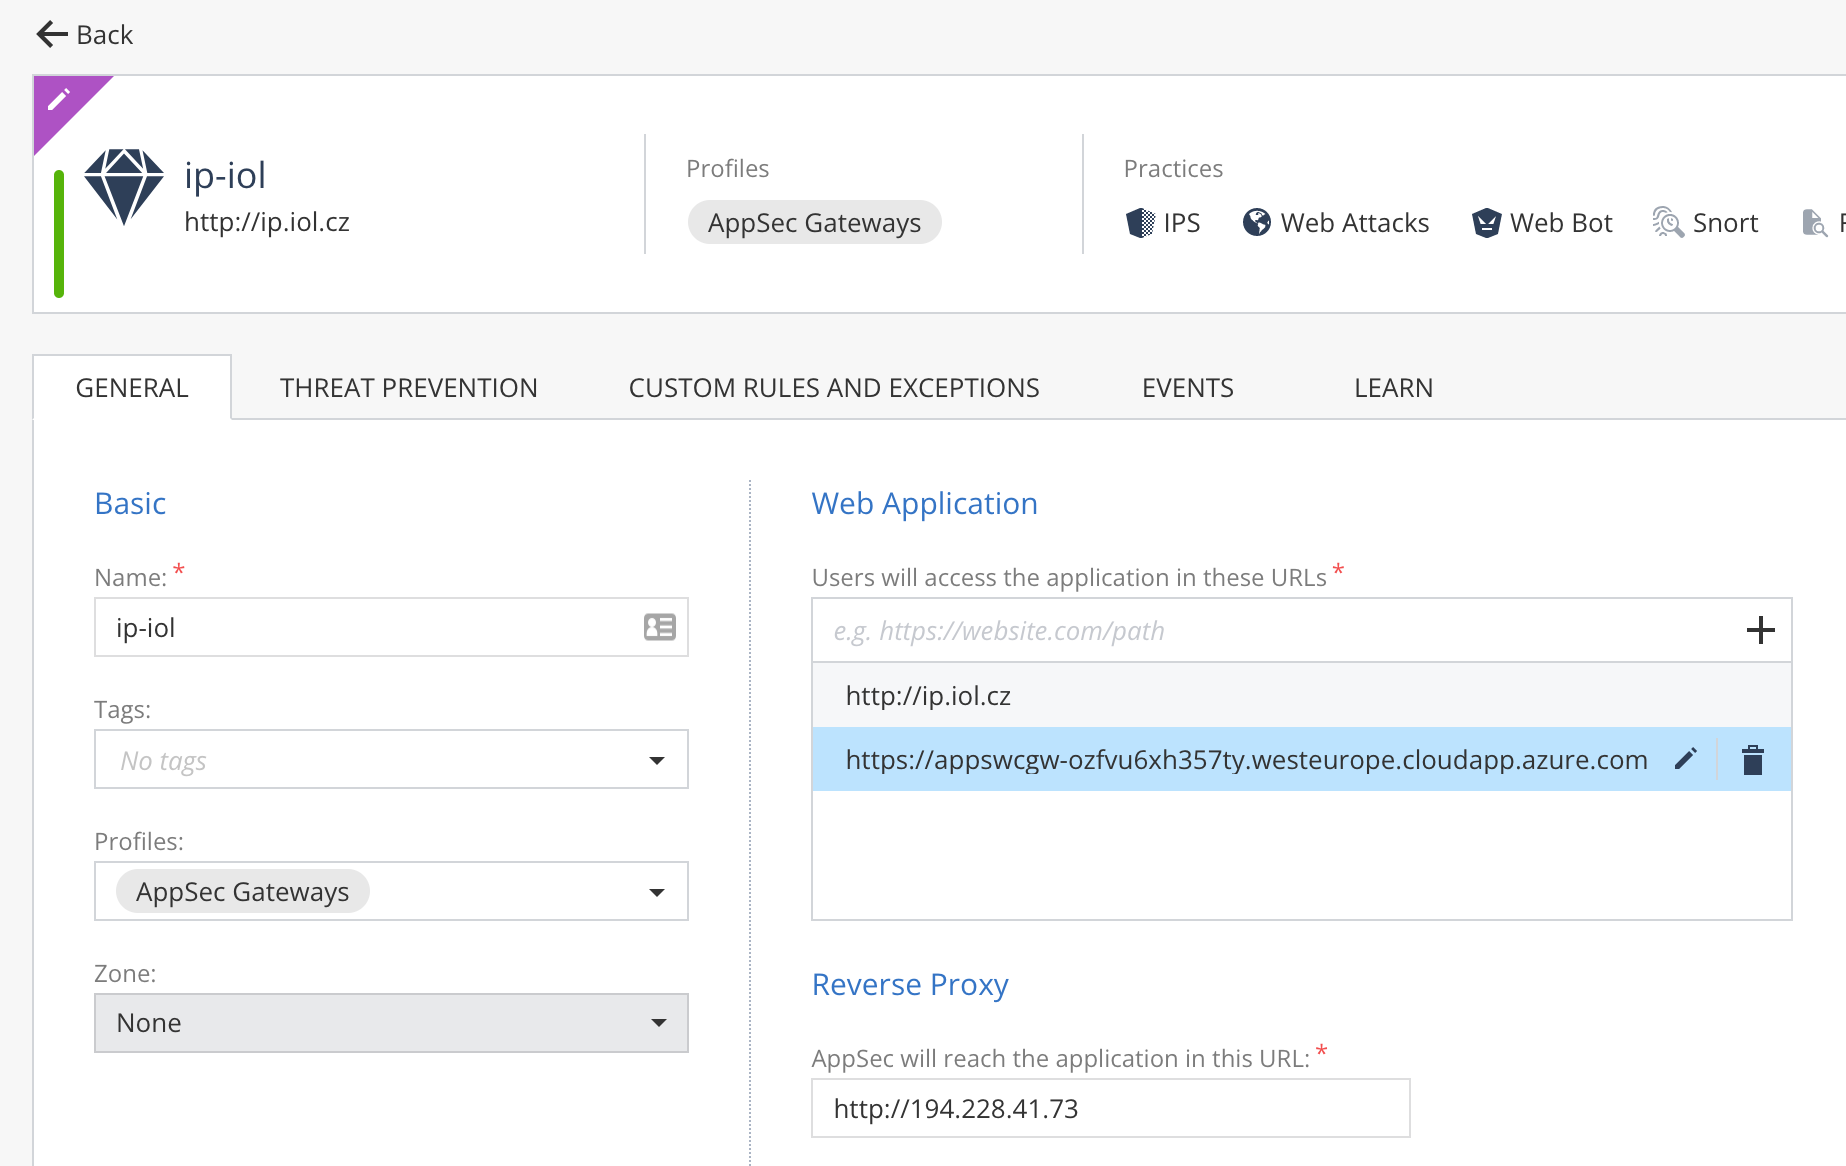 Back
ip-iol
http://ip.iol.cz
Profiles
AppSec Gateways
Practices
IPS Web Attacks Web Bot Snort
GENERAL THREAT PREVENTION CUSTOM RULES AND EXCEPTIONS EVENTS LEARN
Basic
Name: *
ip-iol
Tags:
No tags
Profiles:
AppSec Gateways
Zone:
None
Web Application
Users will access the application in these URLs *
e.g. https://website.com/path
http://ip.iol.cz
https://appswcgw-ozfvu6xh357ty.westeurope.cloudapp.azure.com
Reverse Proxy
AppSec will reach the application in this URL: *
http://194.228.41.73